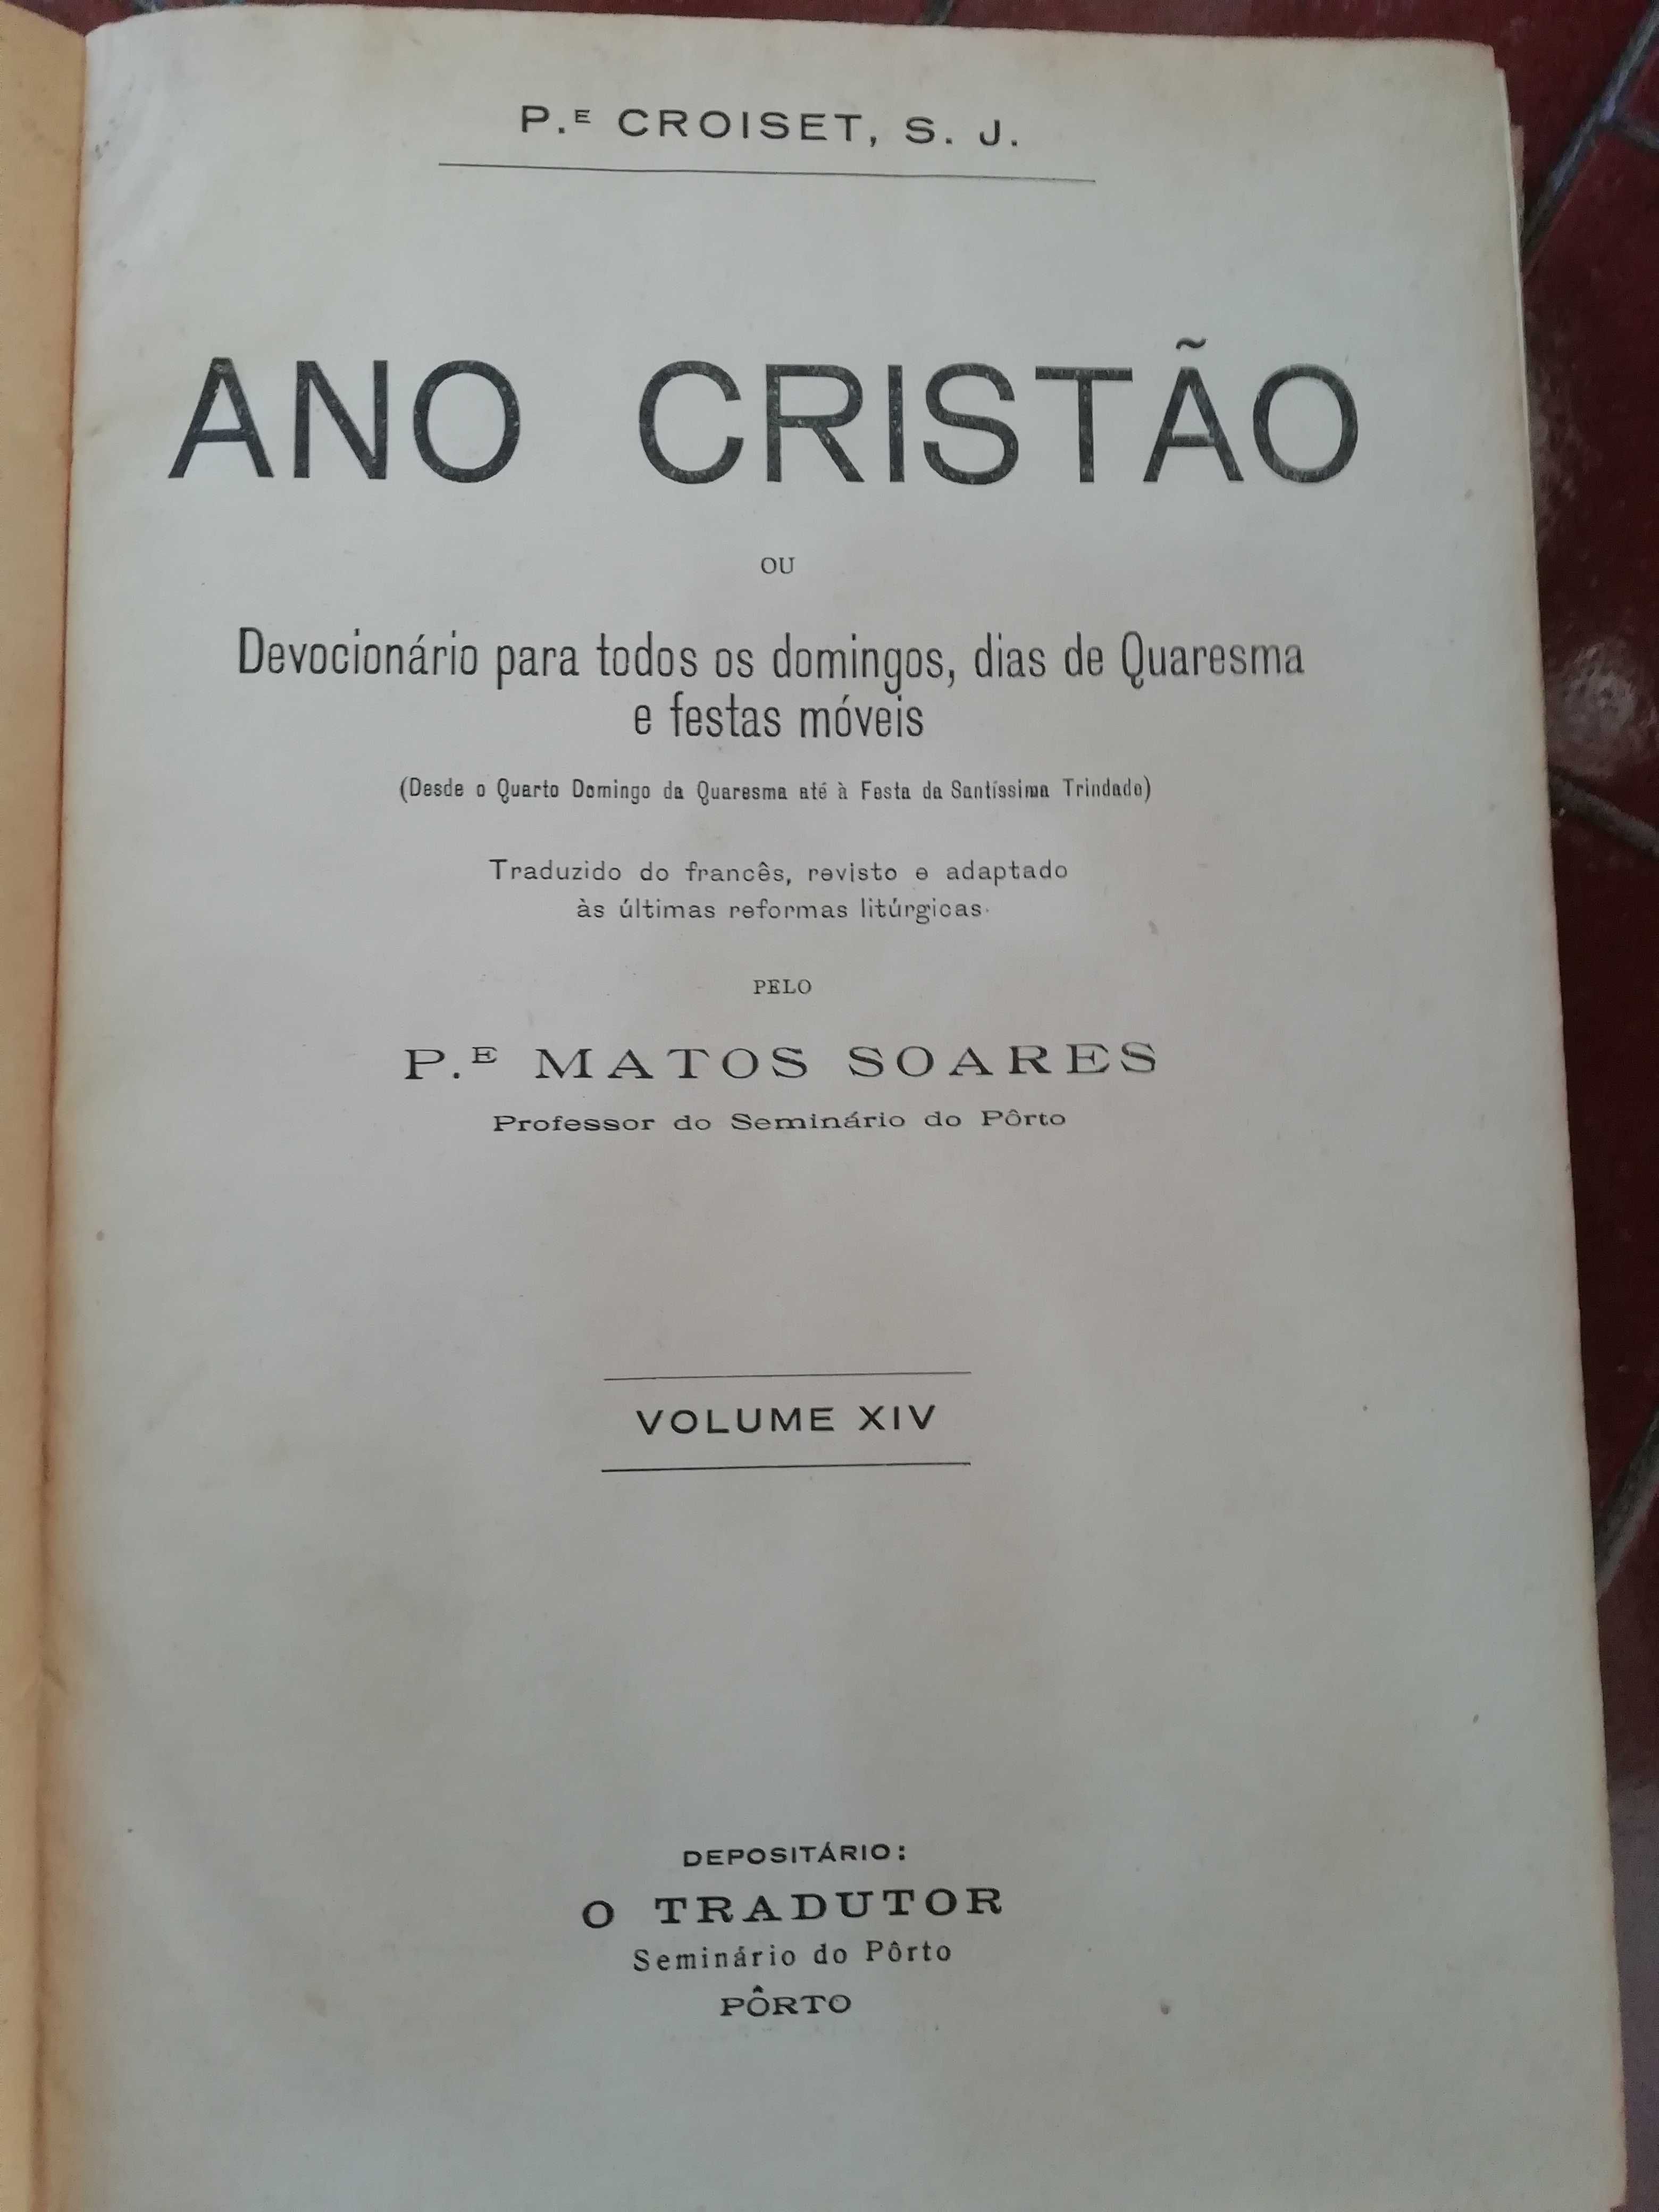 P.E CROISET, S. J.
ANO CRISTÃO
OU
Devocionário para todos os domingos, dias de Quaresma
e festas móveis
(Desde o Quarto Domingo da Quaresma até à Festa da Santíssima Trindade)
Traduzido do francês, revisto e adaptado
às últimas reformas litúrgicas
PELO
P.E MATOS SOARES
Professor do Seminário do Pôrto
VOLUME XIV
DEPOSITÁRIO:
O TRADUTOR
Seminário do Pôrto
PÔRTO